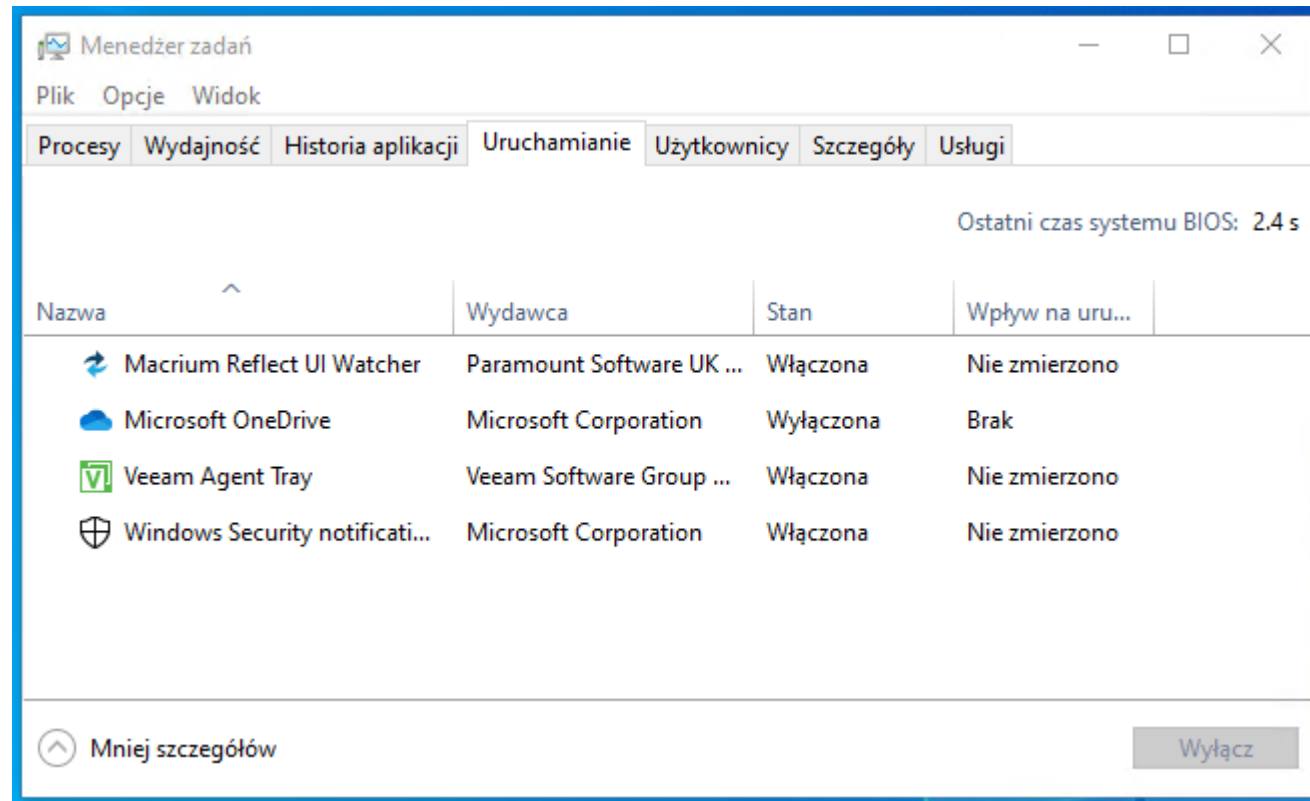 Menedżer zadań
Plik Opcje Widok
Procesy Wydajność Historia aplikacji Uruchamianie Użytkownicy Szczegóły Usługi
Ostatni czas systemu BIOS: 2.4 s
Nazwa Wydawca Stan Wpływ na uru...
Macrium Reflect UI Watcher Paramount Software UK ... Włączona Nie zmierzono
Microsoft OneDrive Microsoft Corporation Wyłączona Brak
Veeam Agent Tray Veeam Software Group ... Włączona Nie zmierzono
Windows Security notificati... Microsoft Corporation Włączona Nie zmierzono
Mniej szczegółów Wyłącz